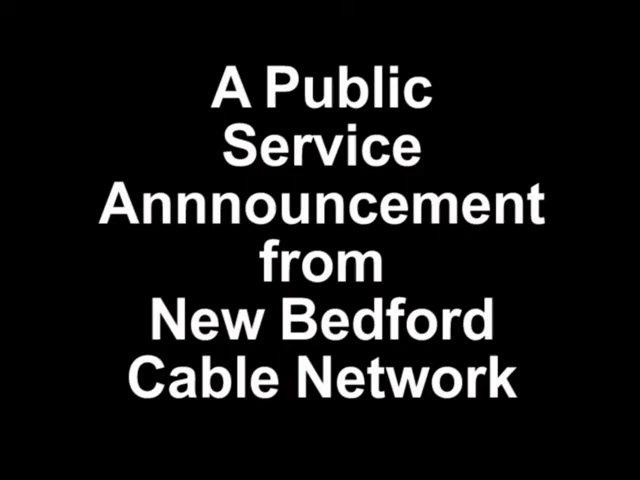 A Public
Service
Annnouncement
from
New Bedford
Cable Network